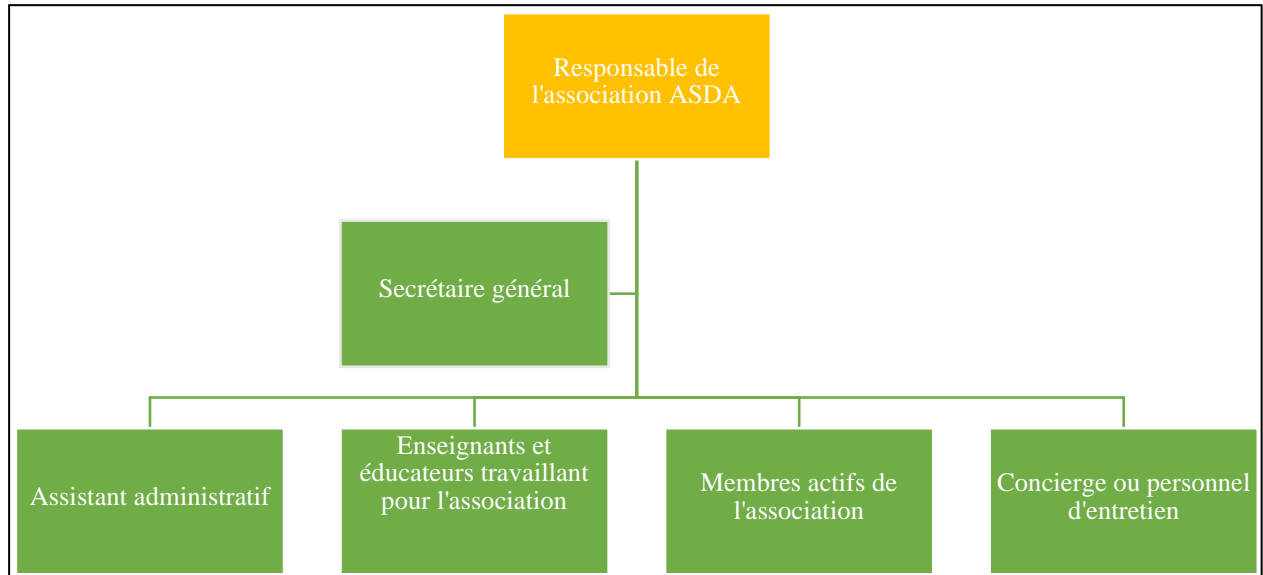 Responsable de
l'association ASDA
Secrétaire général
Assistant administratif
Enseignants et
éducateurs travaillant
pour l'association
Membres actifs de
l'association
Concierge ou personnel
d'entretien